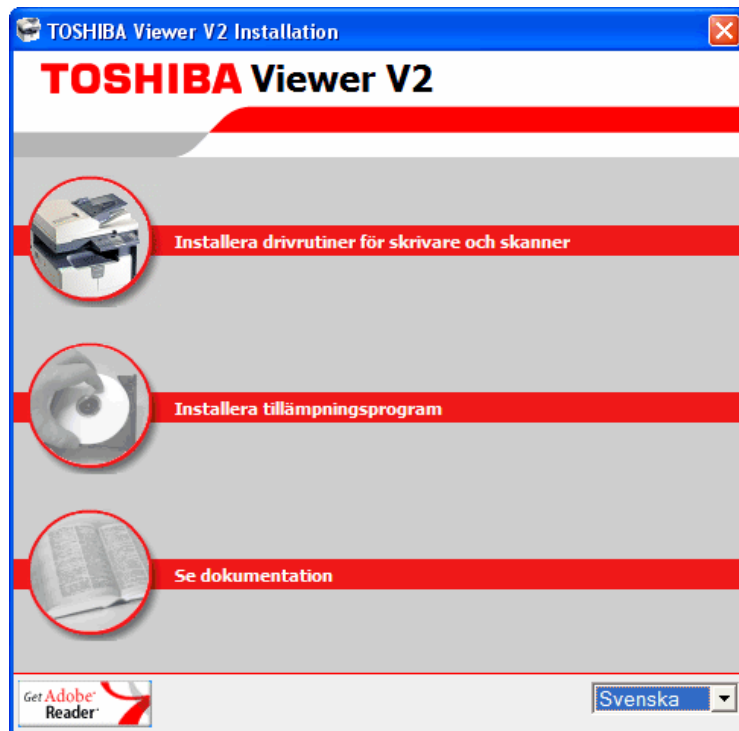 TOSHIBA Viewer V2 Installation
TOSHIBA Viewer V2
Installera drivrutiner för skrivare och skanner
Installera tillämpningsprogram
Se dokumentation
Get Adobe®
Reader®
Svenska